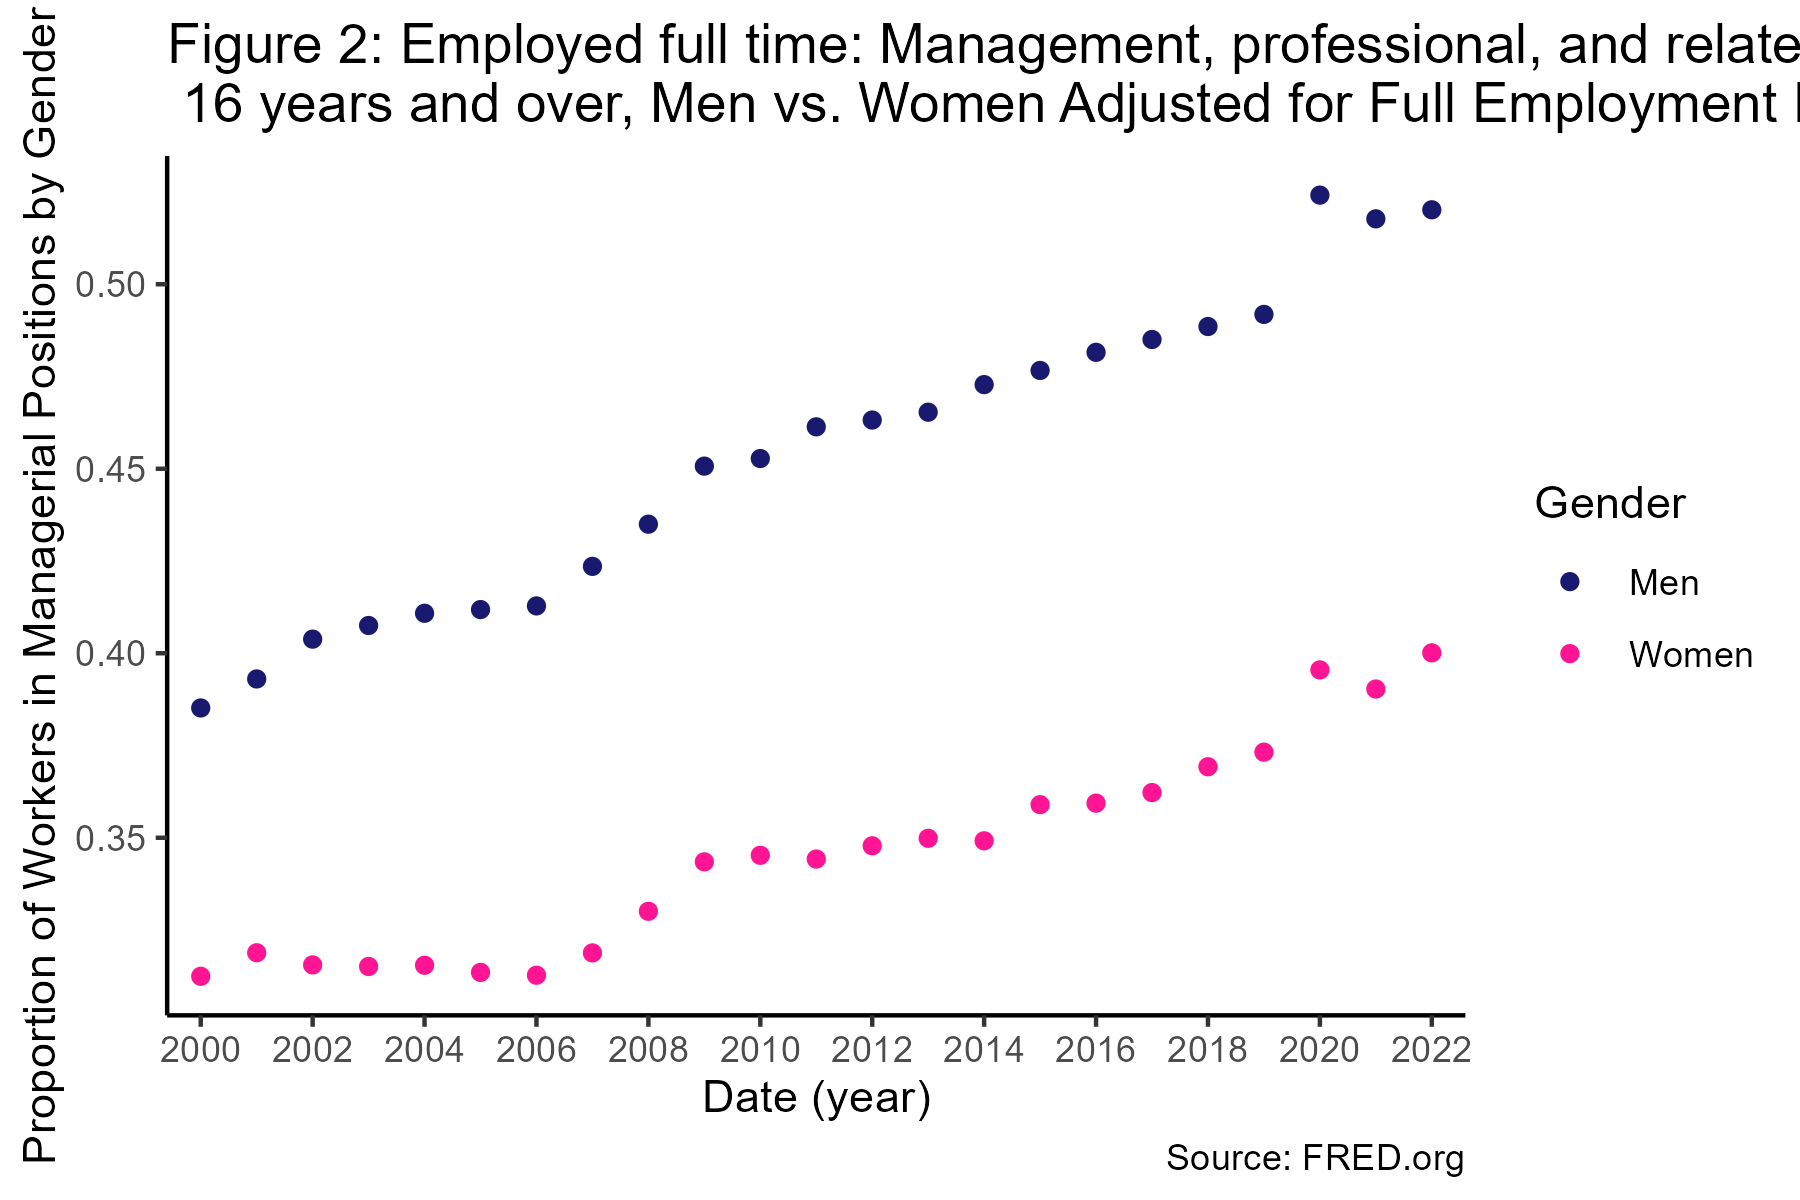 Figure 2: Employed full time: Management, professional, and relate
16 years and over, Men vs. Women Adjusted for Full Employment
Proportion of Workers in Managerial Positions by Gender
0.50
0.45
0.40
0.35
2000 2002 2004 2006 2008 2010 2012 2014 2016 2018 2020 2022
Date (year)
Gender
Men
Women
Source: FRED.org